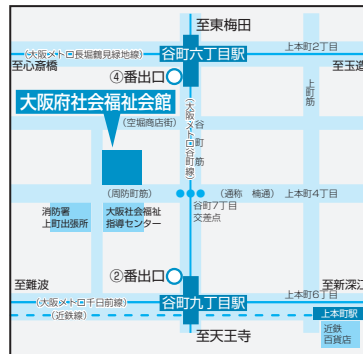 至東梅田
谷町六丁目駅
上本町2丁目
(大阪メトロ長堀鶴見緑地線)
至心斎橋
至玉造
④番出口
大阪府社会福祉会館
(空堀商店街)
(大阪メトロ谷町線)
谷町筋
上町筋
(周防町筋)
(通称 楠通)
上本町4丁目
谷町7丁目
交差点
消防署
上町出張所
大阪社会福祉
指導センター
②番出口
至難波
至新深江
谷町九丁目駅
上本町6丁目
(大阪メトロ千日前線)
(近鉄線)
上本町駅
至天王寺
近鉄
百貨店